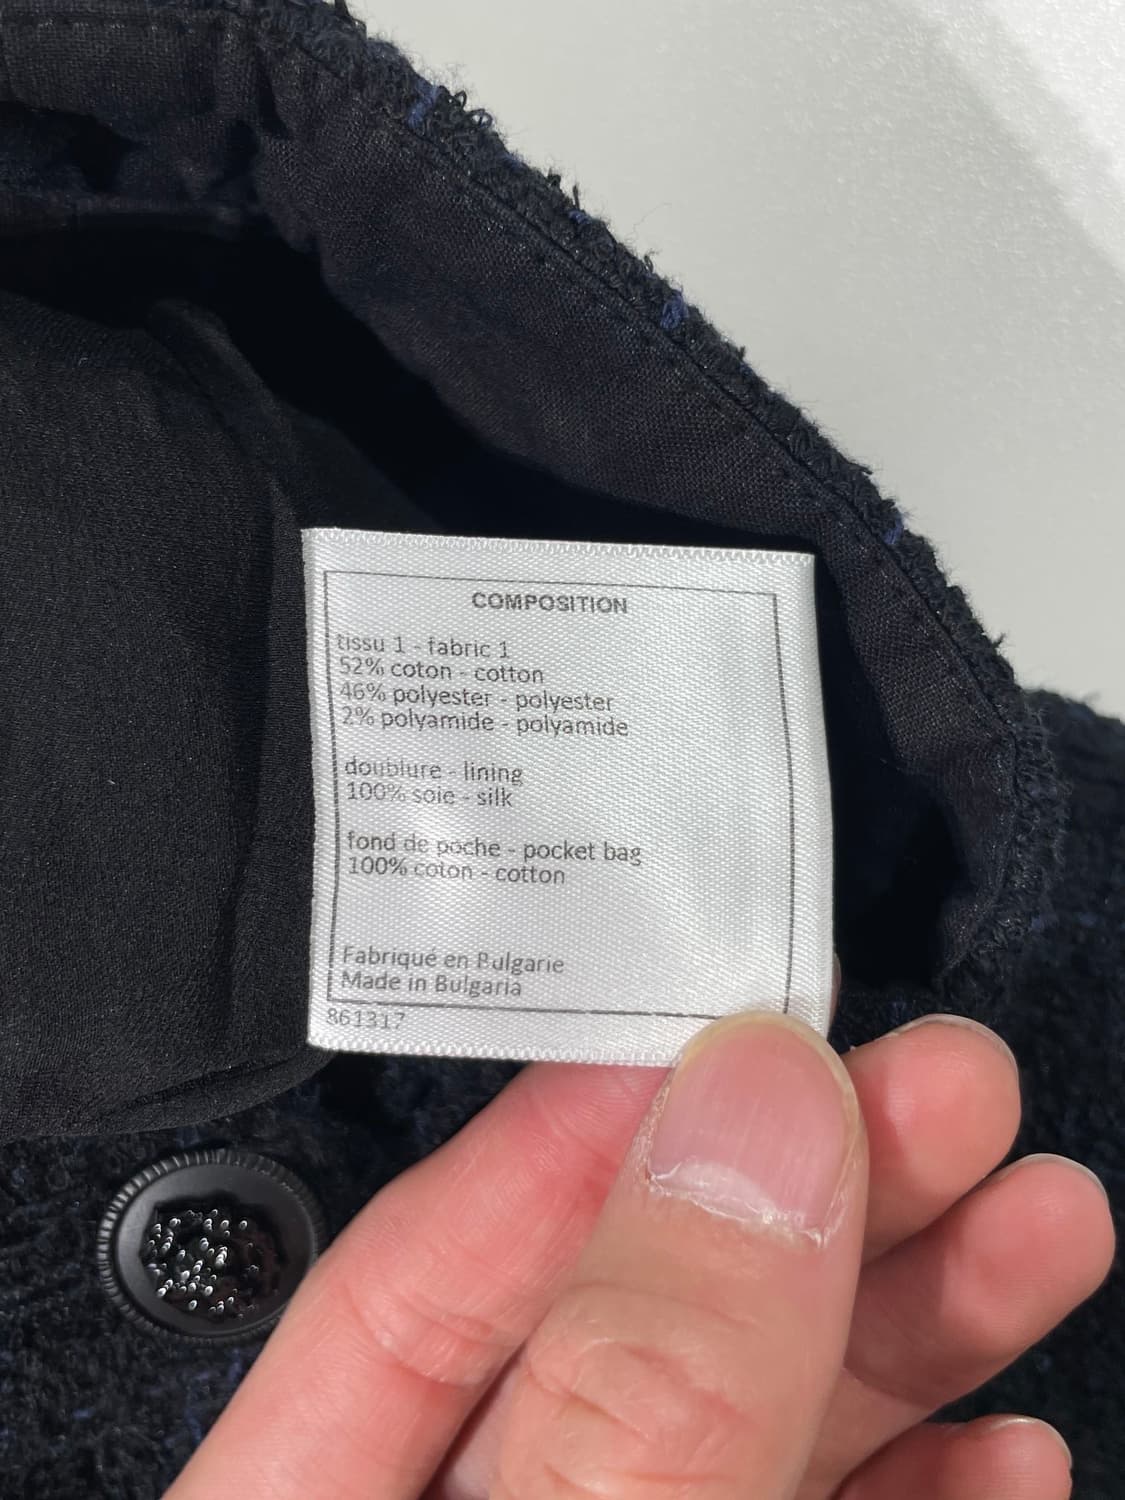 COMPOSITION
tissu 1 - fabric 1
52% coton - cotton
46% polyester - polyester
2% polyamide - polyamide
doublure - lining
100% soie - silk
fond de poche - pocket bag
100% coton - cotton
Fabriqué en Bulgarie
Made in Bulgaria
861317